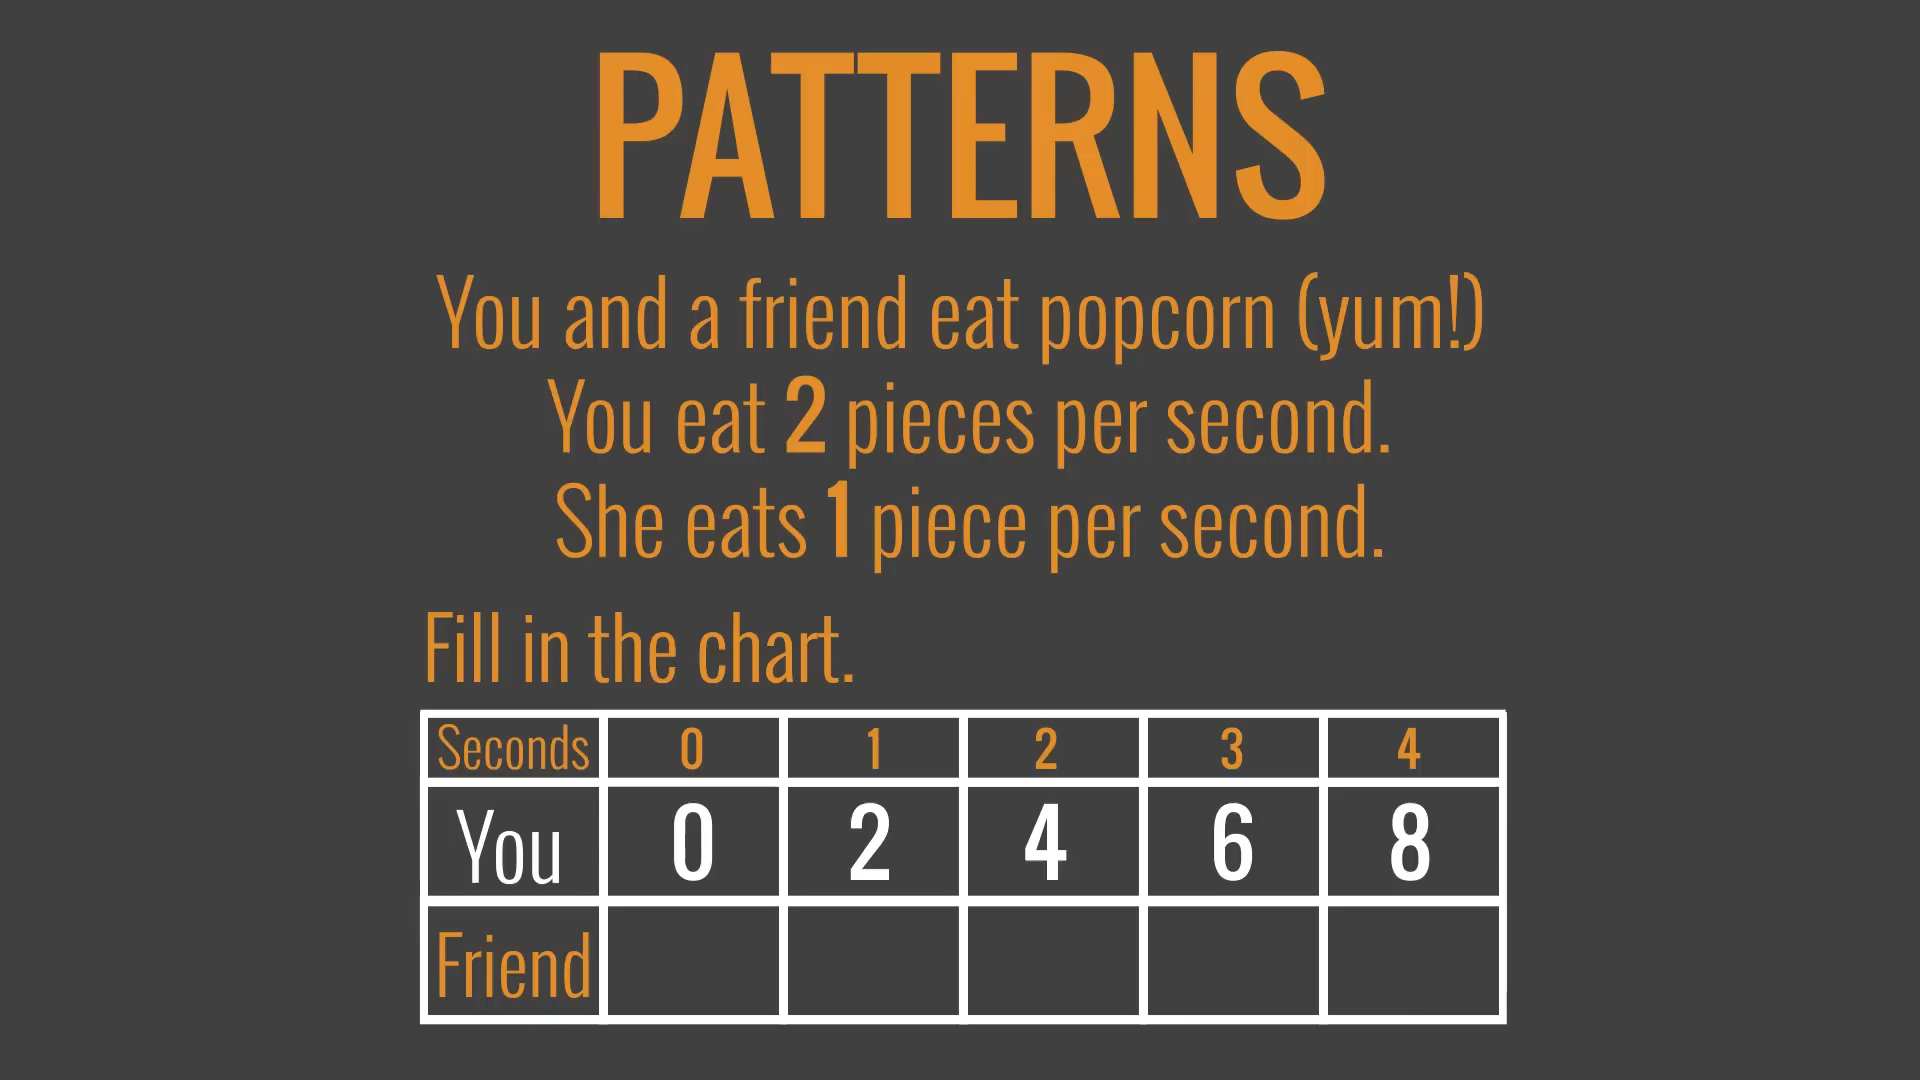 PATTERNS
You and a friend eat popcorn (yum!)
You eat 2 pieces per second.
She eats 1 piece per second.
Fill in the chart.
Seconds 0 1 2 3 4
You 0 2 4 6 8
Friend